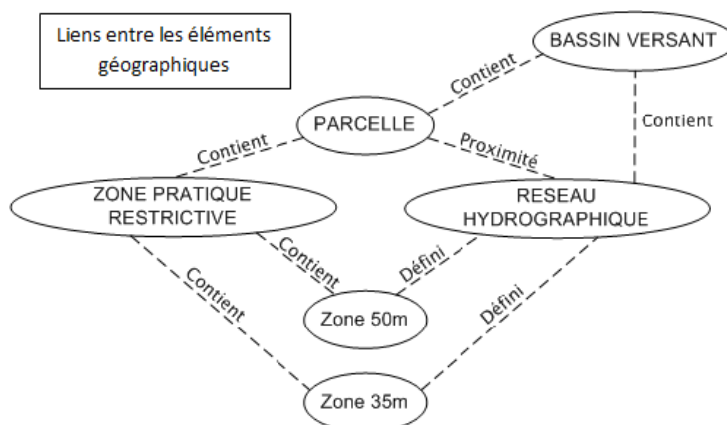 Liens entre les éléments
géographiques
BASSIN VERSANT
Contient
PARCELLE
Contient
Contient
Proximité
ZONE PRATIQUE
RESTRICTIVE
RESEAU
HYDROGRAPHIQUE
Contient
Contient
Défini
Défini
Zone 50m
Zone 35m